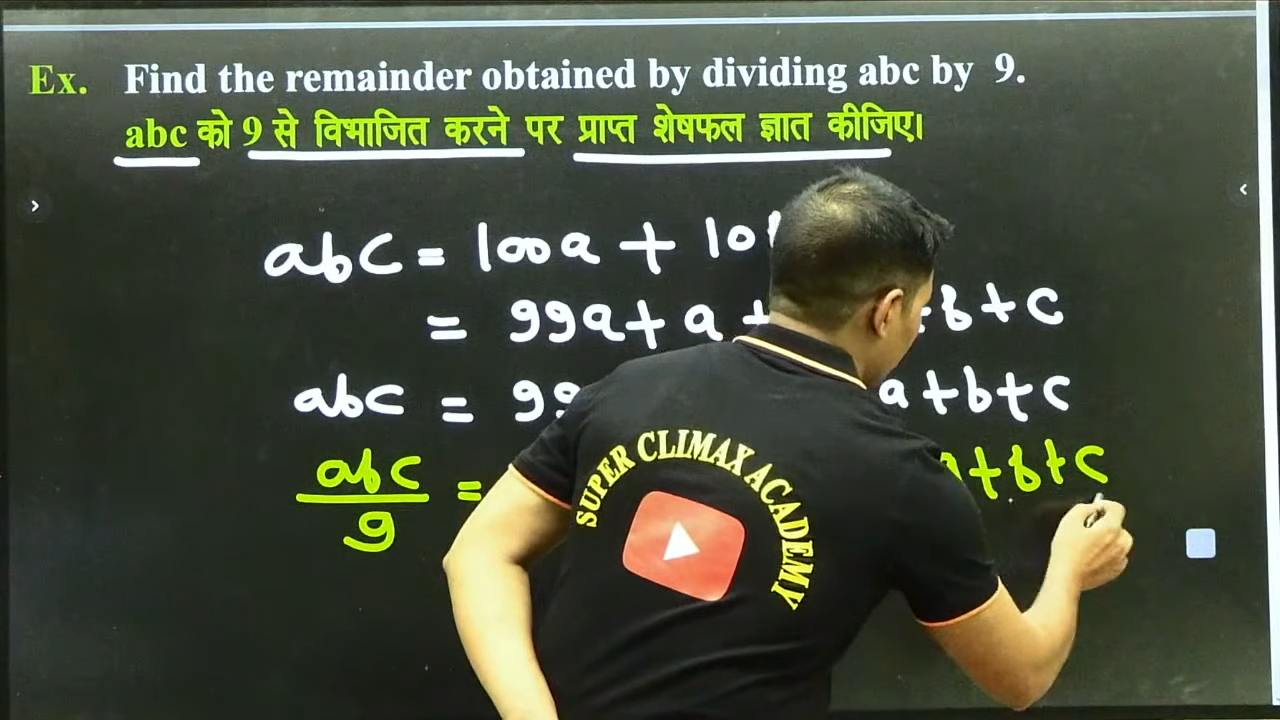 Ex. Find the remainder obtained by dividing abc by 9.
abc को 9 से विभाजित करने पर प्राप्त शेषफल ज्ञात कीजिए।
abc = 100a + 10
= 99a + a + + b + c
abc = 99 a + b + c
abc/9 = + b + c
SUPER CLIMAX ACADEMY